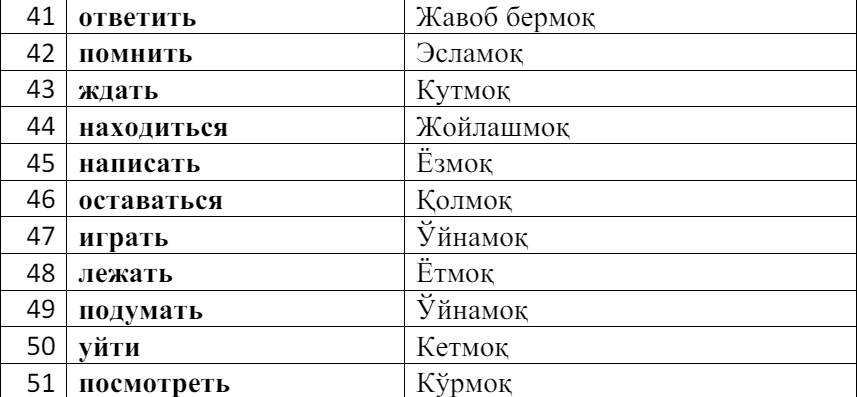 41 ответить Жавоб бермоқ
42 помнить Эсламоқ
43 ждать Кутмоқ
44 находиться Жойлашмоқ
45 написать Ёзмоқ
46 оставаться Қолмоқ
47 играть Ўйнамоқ
48 лежать Ётмоқ
49 подумать Ўйнамоқ
50 уйти Кетмоқ
51 посмотреть Кўрмоқ